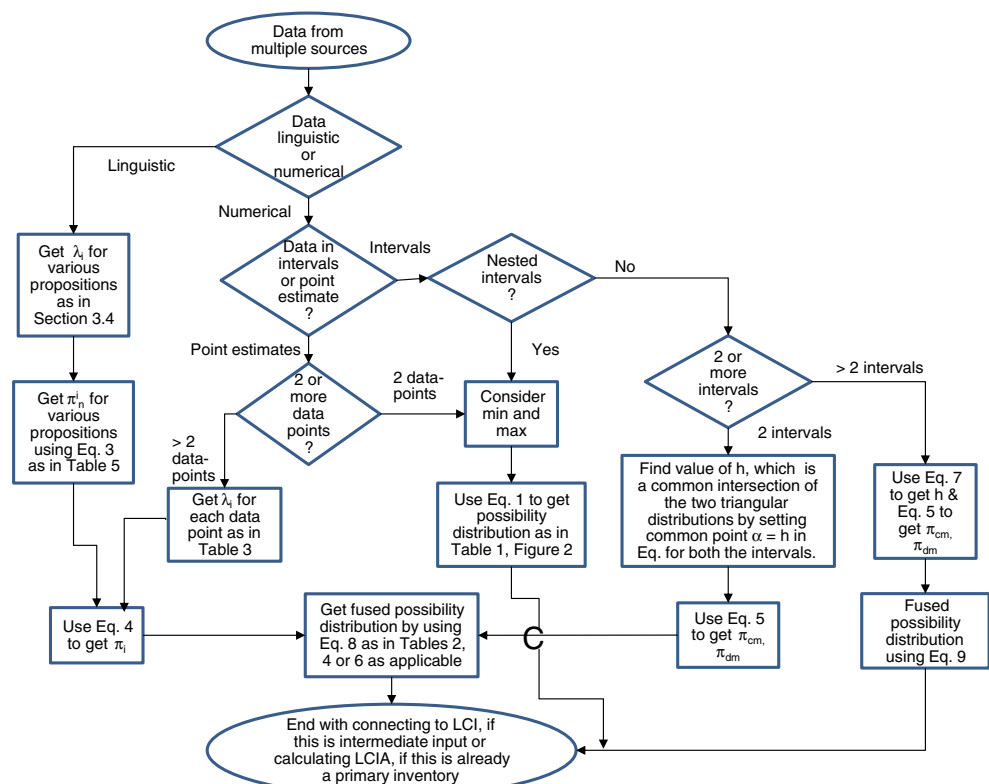 Data from
multiple sources
Data
linguistic
or
numerical
Linguistic
Numerical
Get λi for
various
propositions
as in
Section 3.4
Data in
intervals
or point
estimate
?
Intervals
Nested
intervals
?
No
Point estimates
Yes
2 or
more
data
points
?
2 data-
points
Consider
min and
max
2 or
more
intervals
?
> 2 intervals
2 intervals
Get πⁱn for
various
propositions
using Eq. 3
as in Table 5
> 2
data-
points
Get λi for
each data
point as in
Table 3
Use Eq. 1 to get
possibility
distribution as in
Table 1, Figure 2
Find value of h, which is
a common intersection of
the two triangular
distributions by setting
common point α = h in
Eq. for both the intervals.
Use Eq. 7
to get h &
Eq. 5 to
get πcm,
πdm
Use Eq. 4
to get πi
Get fused possibility
distribution by using
Eq. 8 as in Tables 2,
4 or 6 as applicable
C
Use Eq. 5
to get πcm,
πdm
Fused
possibility
distribution
using Eq. 9
End with connecting to LCI, if
this is intermediate input or
calculating LCIA, if this is already
a primary inventory